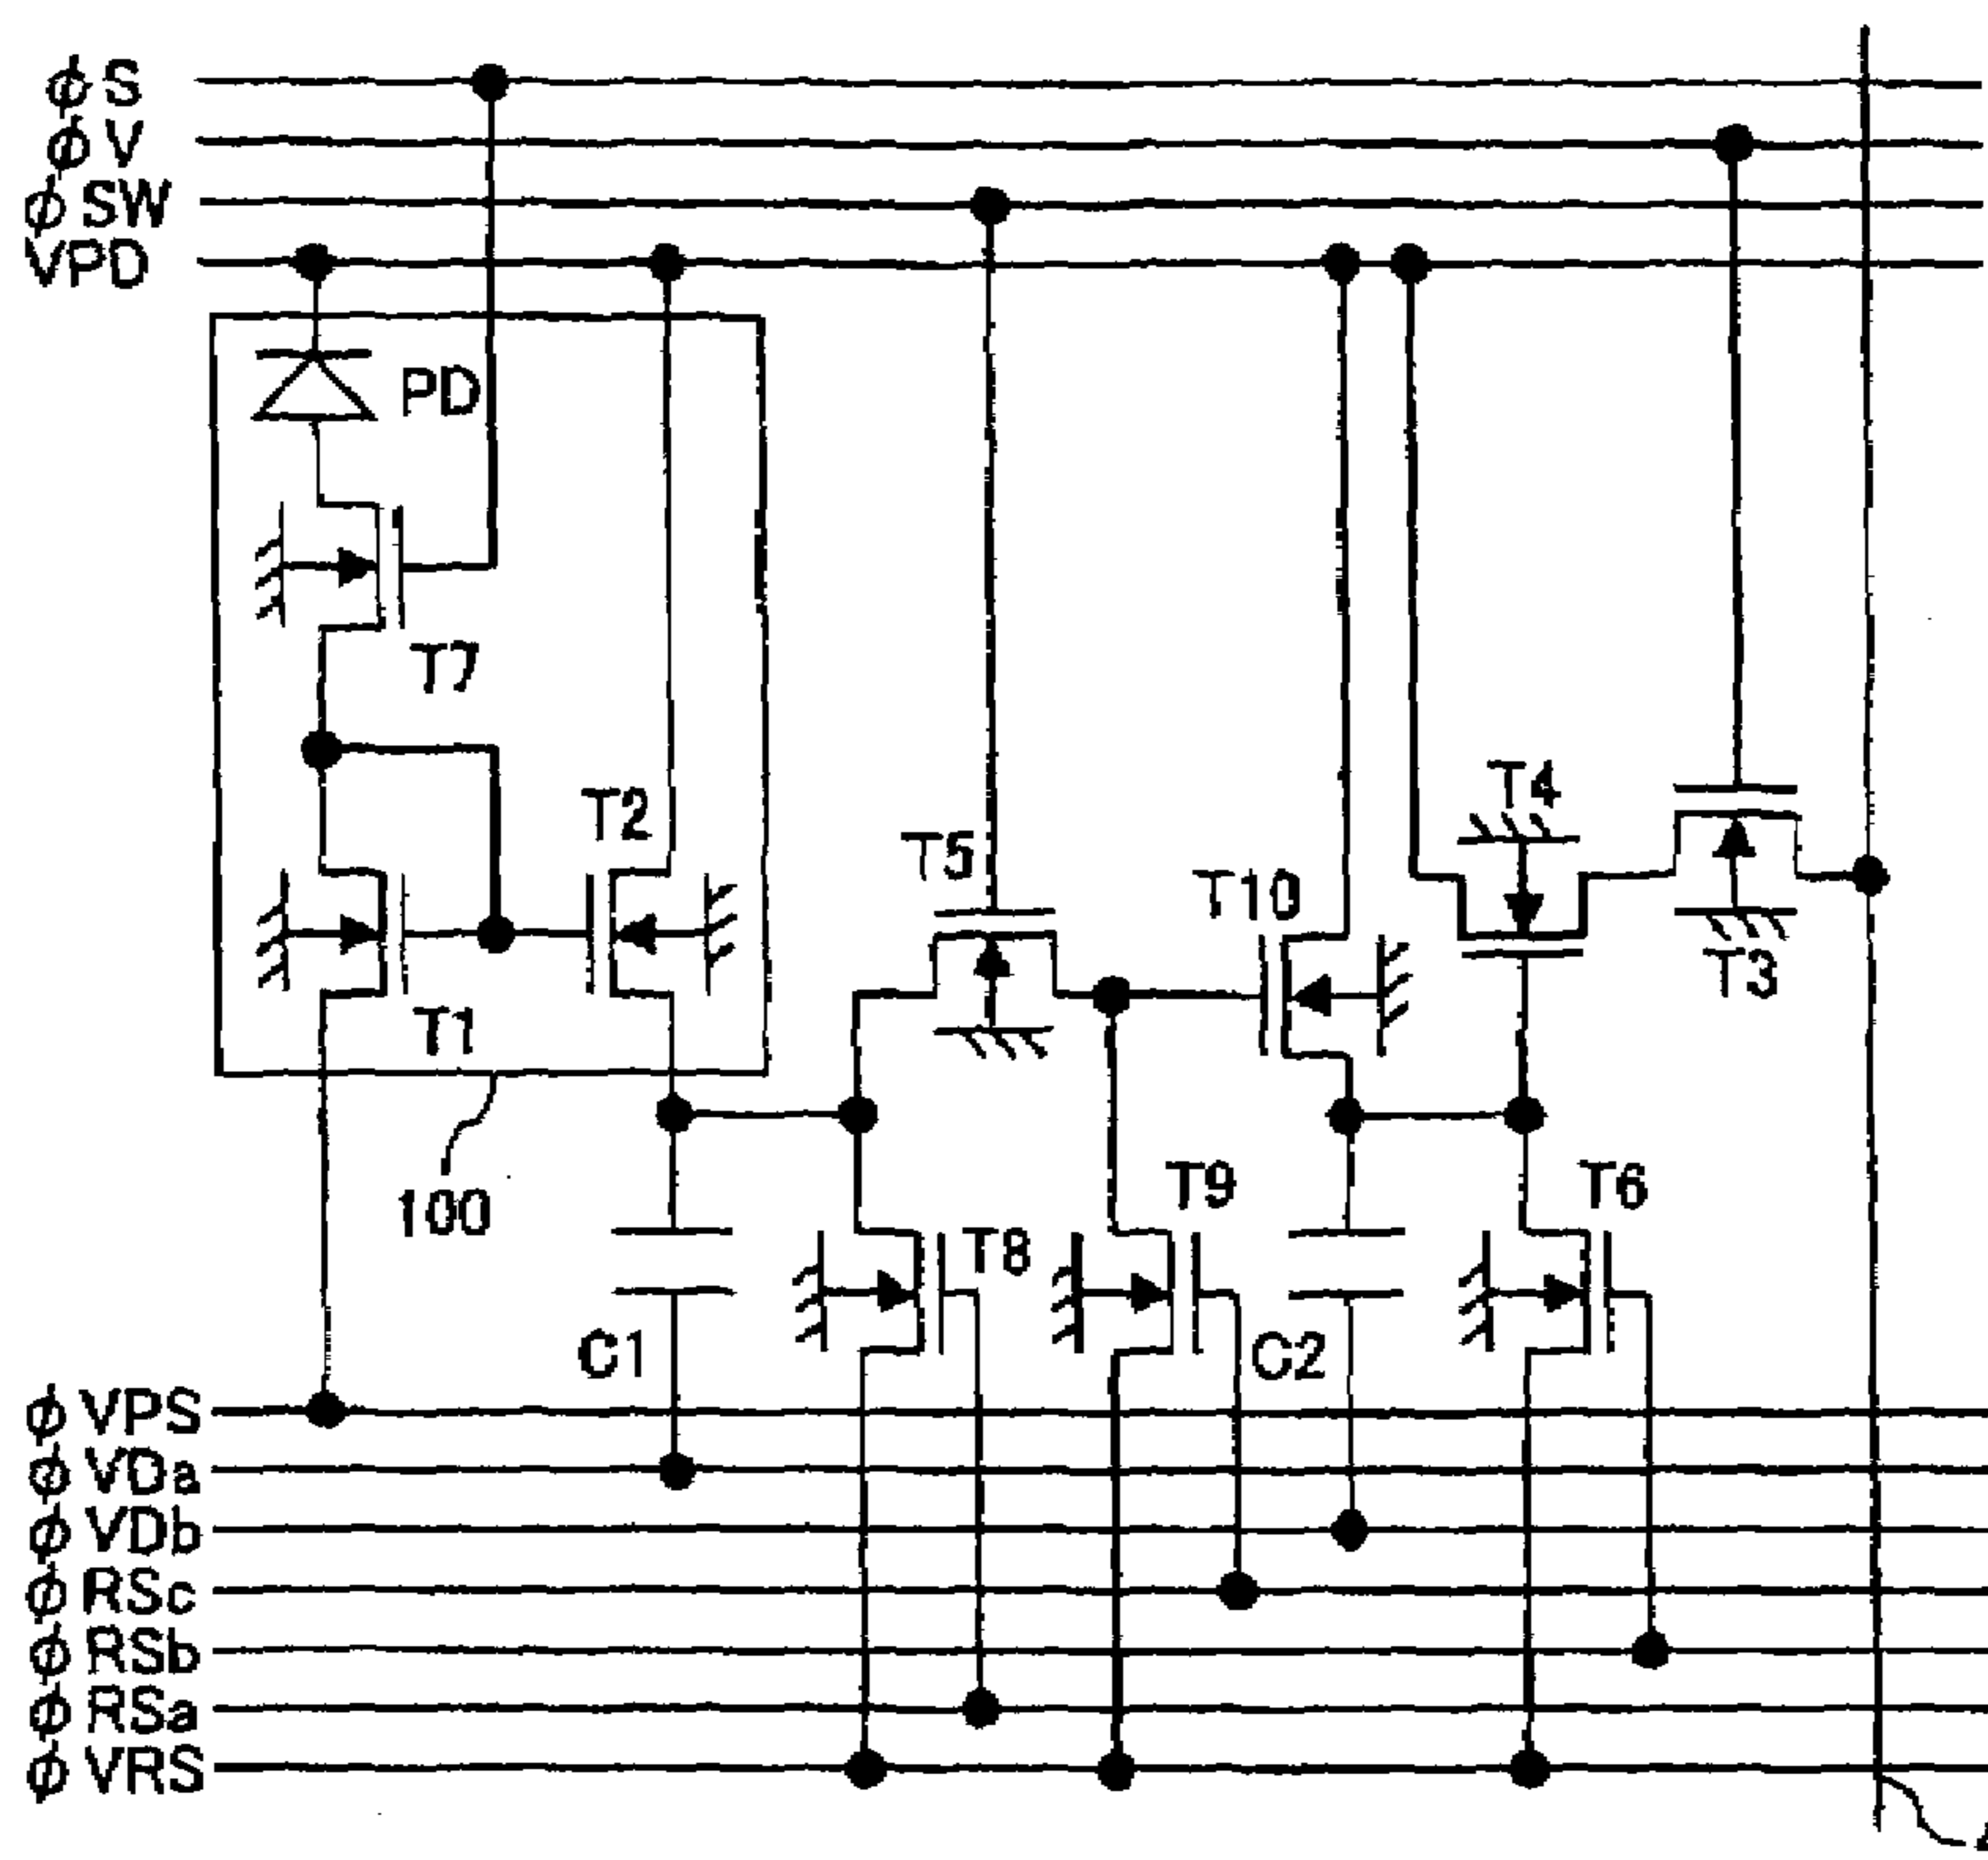 φS
φV
φSW
VPD
PD
T7
T2
T4
T5
T10
T3
T1
T9
T6
100
T8
C1
C2
φVPS
φVDa
φVDb
φRSc
φRSb
φRSa
φVRS